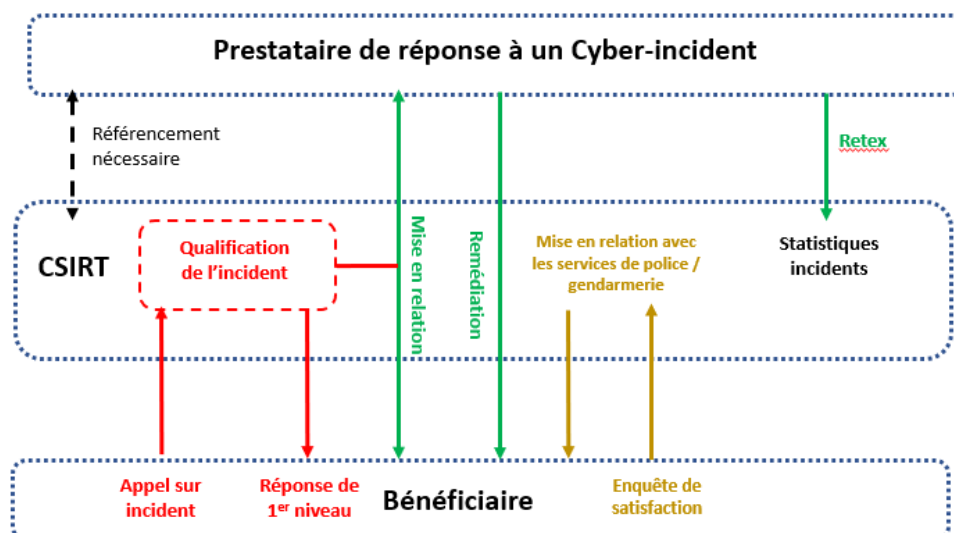 Prestataire de réponse à un Cyber-incident
Référencement
nécessaire
Retex
CSIRT
Qualification
de l’incident
Mise en relation
Remédiation
Mise en relation avec
les services de police /
gendarmerie
Statistiques
incidents
Appel sur
incident
Réponse de
1er niveau
Bénéficiaire
Enquête de
satisfaction